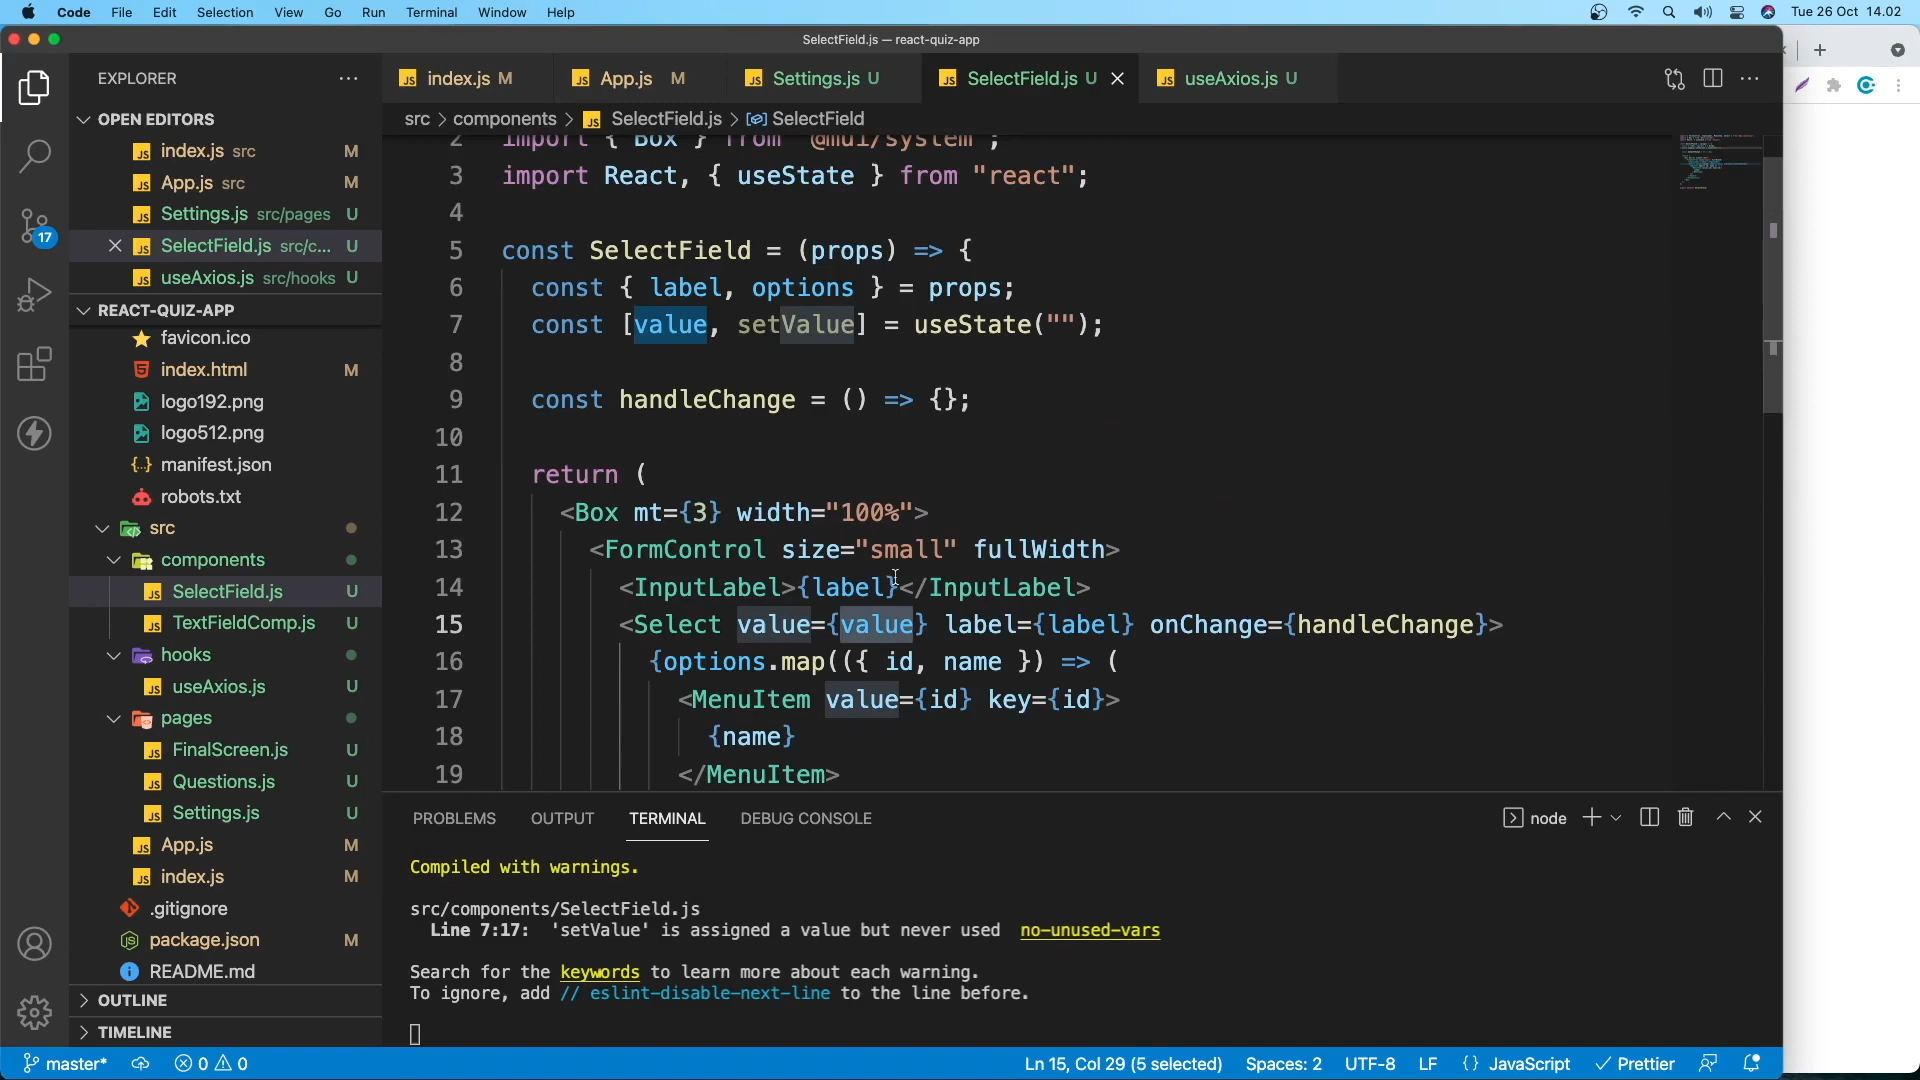 Code File Edit Selection View Go Run Terminal Window Help Tue 26 Oct 14.02
SelectField.js — react-quiz-app
EXPLORER
index.js M
App.js M
Settings.js U
SelectField.js U
useAxios.js U
OPEN EDITORS
src > components > SelectField.js > SelectField
index.js src M
App.js src M
Settings.js src/pages U
SelectField.js src/c... U
useAxios.js src/hooks U
17
REACT-QUIZ-APP
favicon.ico
index.html M
logo192.png
logo512.png
manifest.json
robots.txt
src
components
SelectField.js U
TextFieldComp.js U
hooks
useAxios.js U
pages
FinalScreen.js U
Questions.js U
Settings.js U
App.js M
index.js M
.gitignore
package.json M
README.md
OUTLINE
TIMELINE
2 import { Box } from "@mui/system";
3 import React, { useState } from "react";
4
5 const SelectField = (props) => {
6 const { label, options } = props;
7 const [value, setValue] = useState("");
8
9 const handleChange = () => {};
10
11 return (
12 <Box mt={3} width="100%">
13 <FormControl size="small" fullWidth>
14 <InputLabel>{label}</InputLabel>
15 <Select value={value} label={label} onChange={handleChange}>
16 {options.map(({ id, name }) => (
17 <MenuItem value={id} key={id}>
18 {name}
19 </MenuItem>
PROBLEMS OUTPUT TERMINAL DEBUG CONSOLE node
Compiled with warnings.
src/components/SelectField.js
Line 7:17: 'setValue' is assigned a value but never used no-unused-vars
Search for the keywords to learn more about each warning.
To ignore, add // eslint-disable-next-line to the line before.
master* 0 0 Ln 15, Col 29 (5 selected) Spaces: 2 UTF-8 LF {} JavaScript Prettier